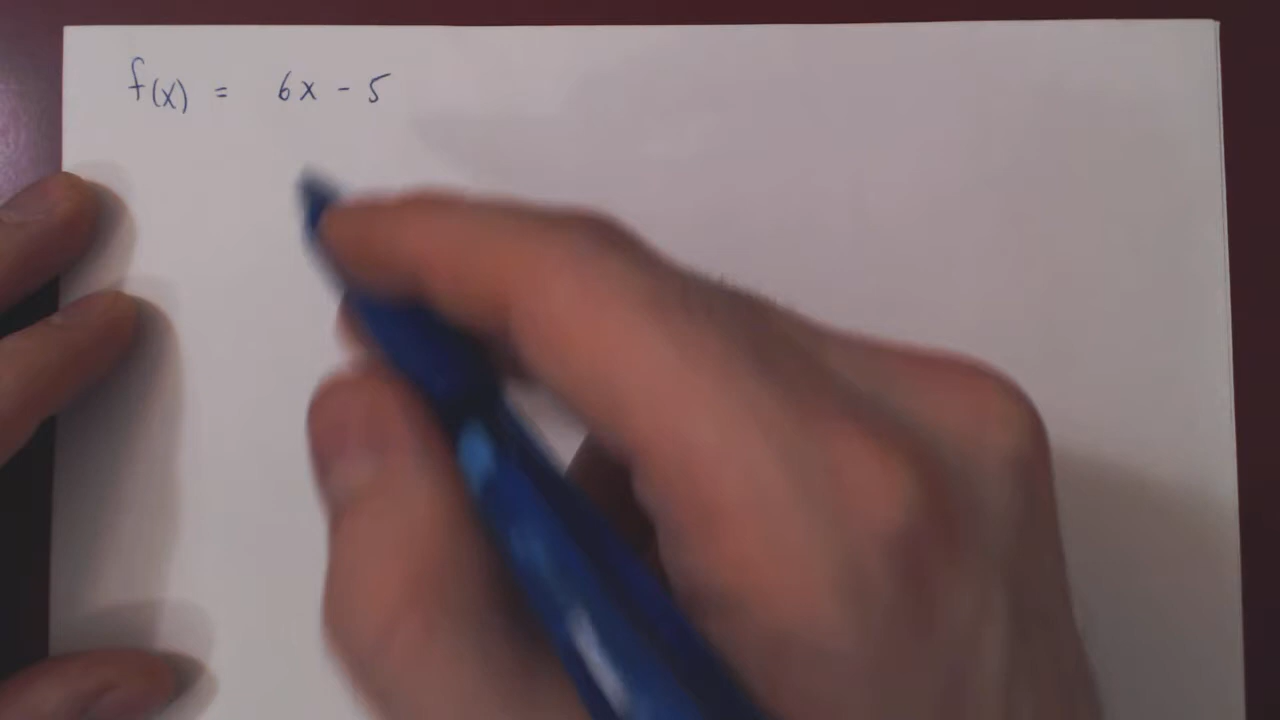 f(x) = 6x - 5